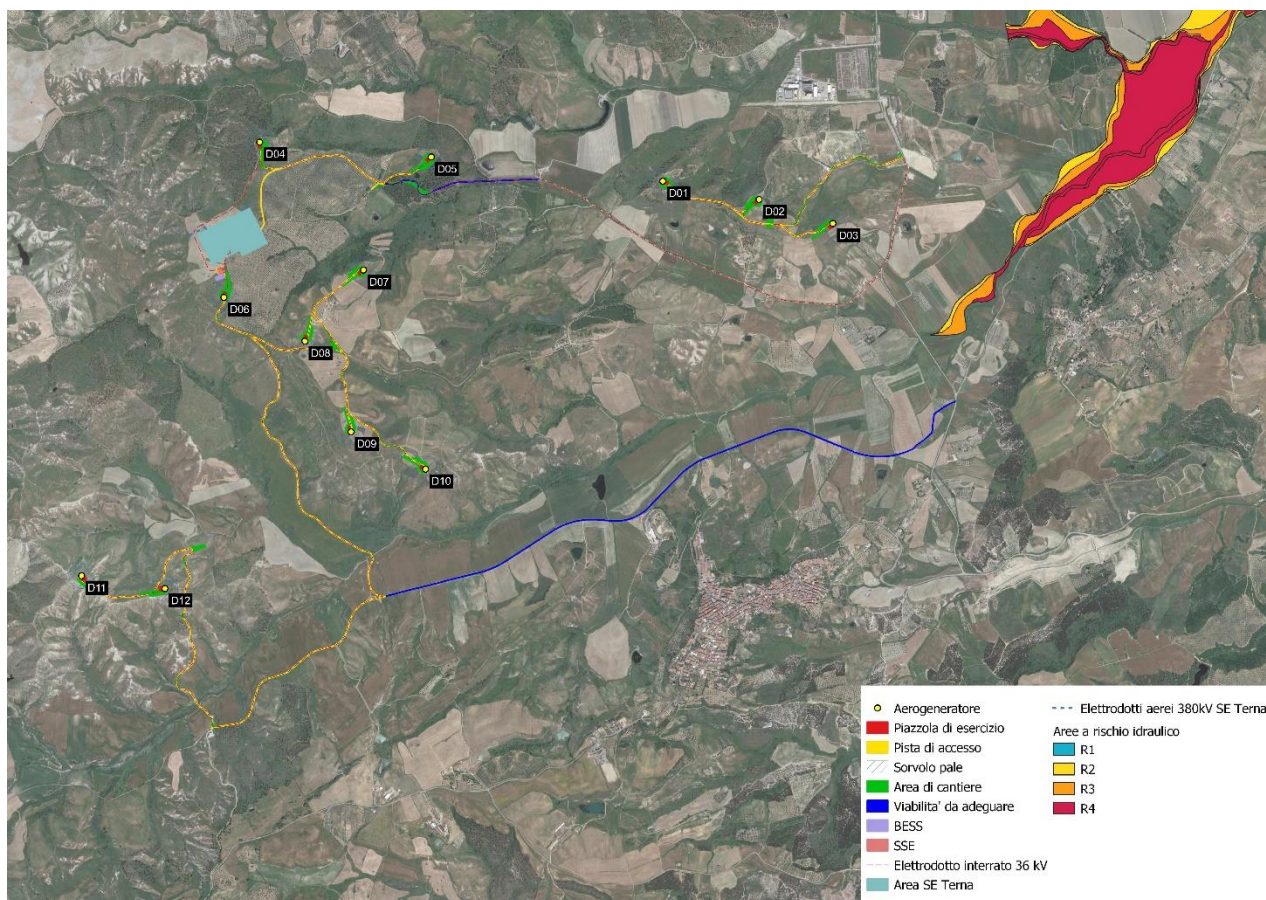 D04
D05
D01
D02
D03
D06
D07
D08
D09
D10
D11
D12
Aerogeneratore
Piazzola di esercizio
Pista di accesso
Sorvolo pale
Area di cantiere
Viabilita' da adeguare
BESS
SSE
Elettrodotto interrato 36 kV
Area SE Terna
Elettrodotti aerei 380kV SE Terna
Aree a rischio idraulico
R1
R2
R3
R4